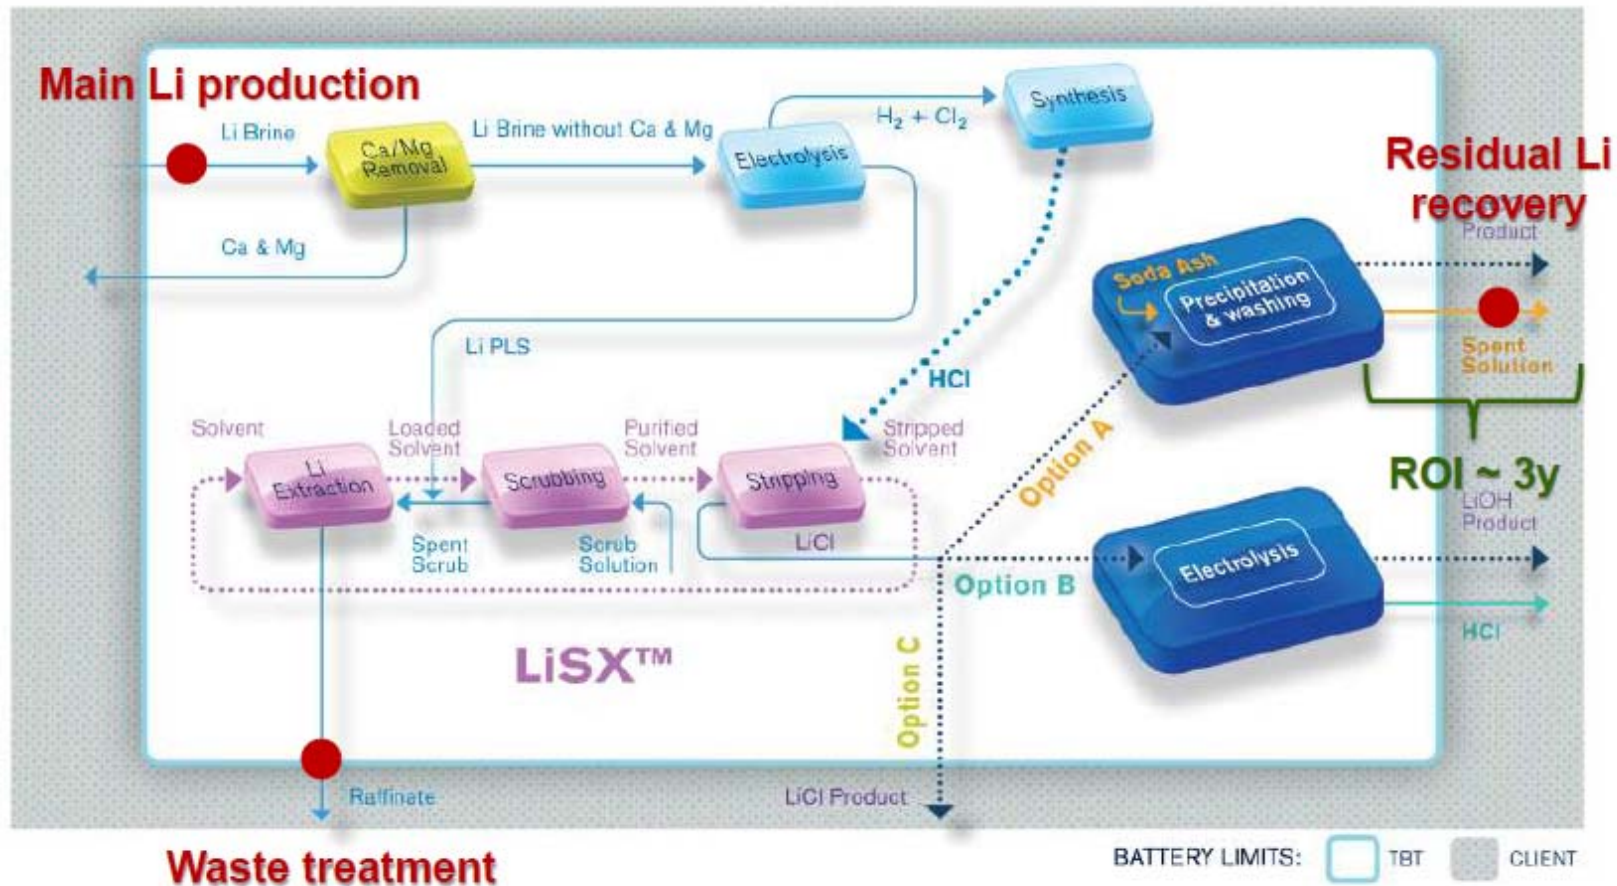 Main Li production
Li Brine
Ca/Mg
Removal
Li Brine without Ca & Mg
Electrolysis
H₂ + Cl₂
Synthesis
Ca & Mg
Residual Li
recovery
Product
Soda Ash
Precipitation
& washing
Spent
Solution
Li PLS
HCl
Solvent
Loaded
Solvent
Purified
Solvent
Stripped
Solvent
Li
Extraction
Scrubbing
Stripping
Spent
Scrub
Scrub
Solution
LiCl
Option A
ROI ~ 3y
LiOH
Product
Option B
Electrolysis
HCl
LiSX™
Option C
Raffinate
LiCl Product
Waste treatment
BATTERY LIMITS:
TBT
CLIENT